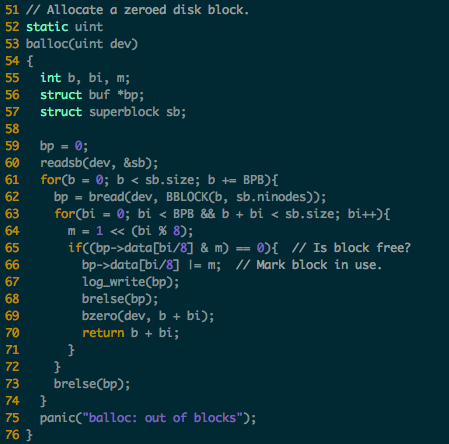 51 // Allocate a zeroed disk block.
52 static uint
53 balloc(uint dev)
54 {
55   int b, bi, m;
56   struct buf *bp;
57   struct superblock sb;
58
59   bp = 0;
60   readsb(dev, &sb);
61   for(b = 0; b < sb.size; b += BPB){
62     bp = bread(dev, BBLOCK(b, sb.ninodes));
63     for(bi = 0; bi < BPB && b + bi < sb.size; bi++){
64       m = 1 << (bi % 8);
65       if((bp->data[bi/8] & m) == 0){  // Is block free?
66         bp->data[bi/8] |= m;  // Mark block in use.
67         log_write(bp);
68         brelse(bp);
69         bzero(dev, b + bi);
70         return b + bi;
71       }
72     }
73     brelse(bp);
74   }
75   panic("balloc: out of blocks");
76 }